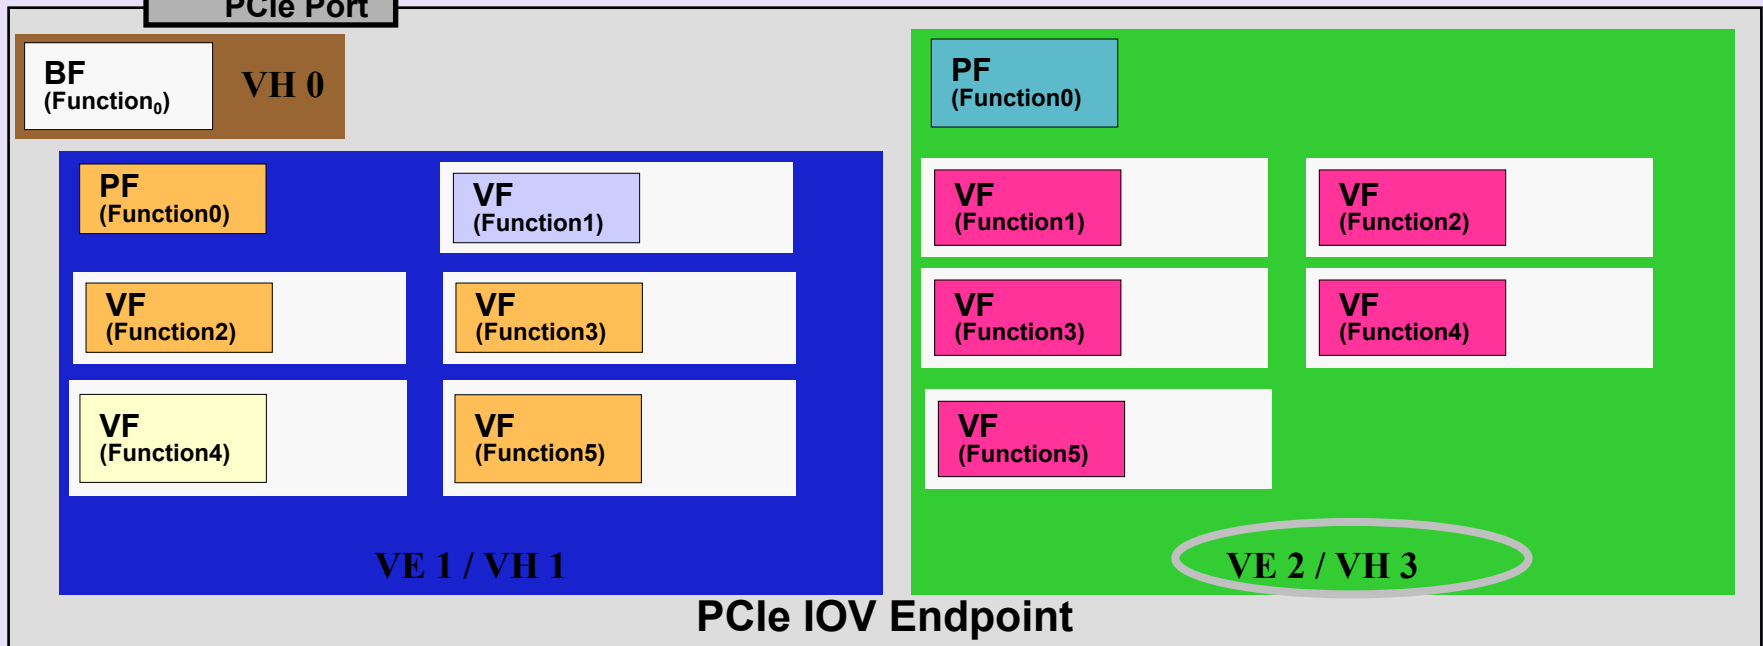 PCIe Port
BF
(Function0)
VH 0
PF
(Function0)
VF
(Function1)
VF
(Function2)
VF
(Function3)
VF
(Function4)
VF
(Function5)
VE 1 / VH 1
PF
(Function0)
VF
(Function1)
VF
(Function2)
VF
(Function3)
VF
(Function4)
VF
(Function5)
VE 2 / VH 3
PCIe IOV Endpoint